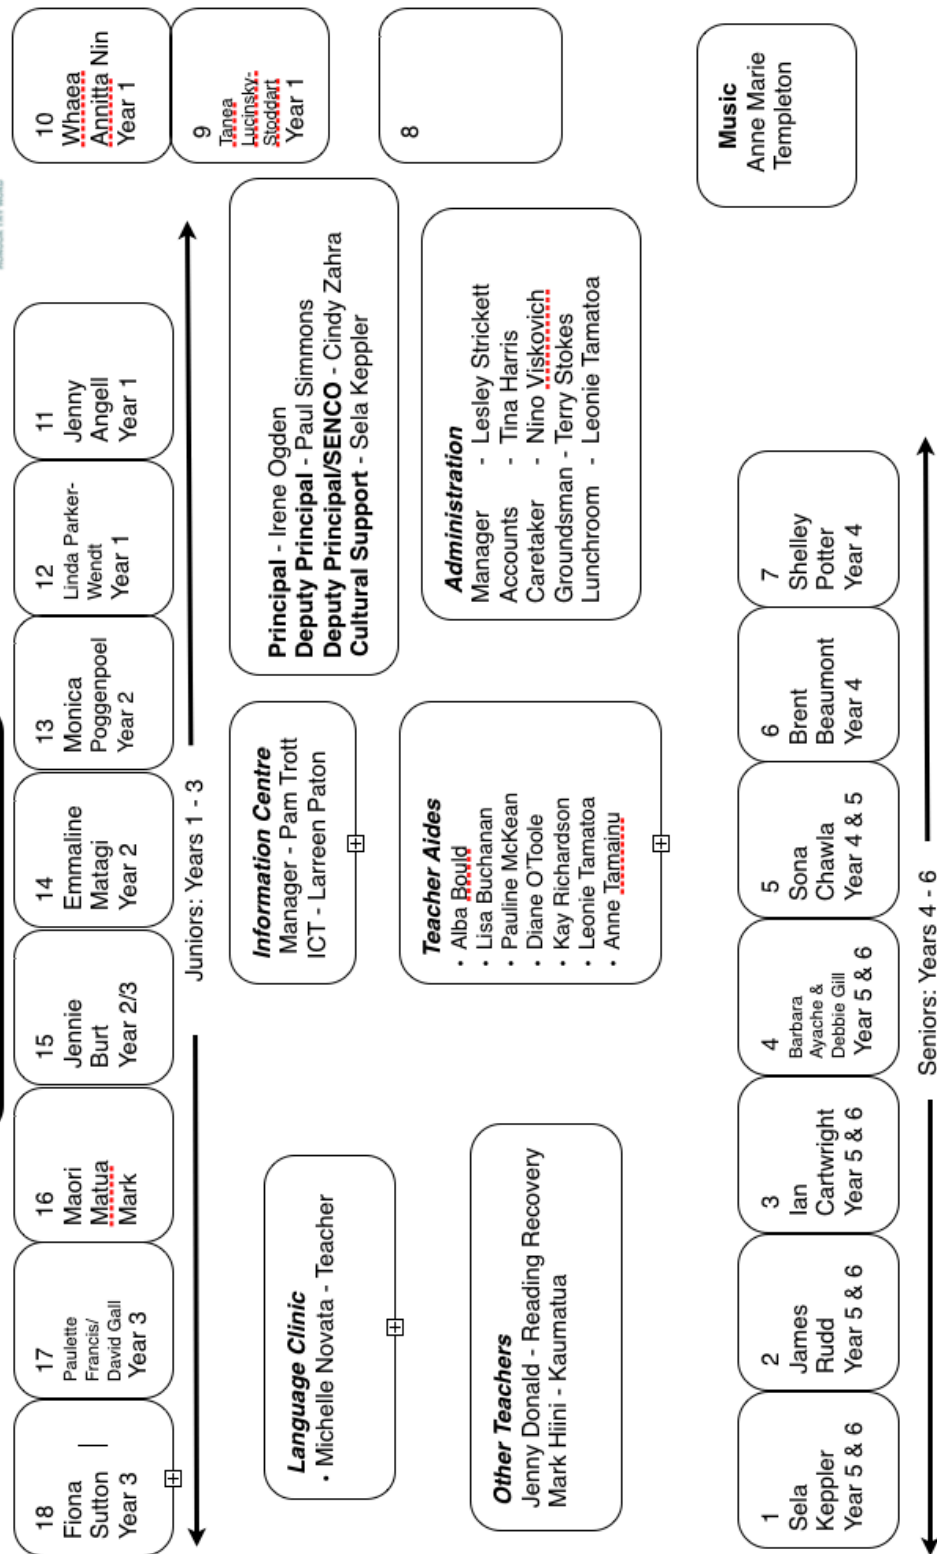 18
Fiona
Sutton
Year 3
17
Paulette
Francis/
David Gall
Year 3
16
Maori
Matua
Mark
15
Jennie
Burt
Year 2/3
14
Emmaline
Matagi
Year 2
13
Monica
Poggenpoel
Year 2
12
Linda Parker-
Wendt
Year 1
11
Jenny
Angell
Year 1
10
Whaea
Annitta Nin
Year 1
9
Tanea
Lucinsky-
Stoddart
Year 1
8
Juniors: Years 1 - 3
Language Clinic
• Michelle Novata - Teacher
Information Centre
Manager - Pam Trott
ICT - Larreen Paton
Principal - Irene Ogden
Deputy Principal - Paul Simmons
Deputy Principal/SENCO - Cindy Zahra
Cultural Support - Sela Keppler
Other Teachers
Jenny Donald - Reading Recovery
Mark Hiini - Kaumatua
Teacher Aides
• Alba Bould
• Lisa Buchanan
• Pauline McKean
• Diane O'Toole
• Kay Richardson
• Leonie Tamatoa
• Anne Tamainu
Administration
Manager - Lesley Strickett
Accounts - Tina Harris
Caretaker - Nino Viskovich
Groundsman - Terry Stokes
Lunchroom - Leonie Tamatoa
Music
Anne Marie
Templeton
1
Sela
Keppler
Year 5 & 6
2
James
Rudd
Year 5 & 6
3
Ian
Cartwright
Year 5 & 6
4
Barbara
Ayache &
Debbie Gill
Year 5 & 6
5
Sona
Chawla
Year 4 & 5
6
Brent
Beaumont
Year 4
7
Shelley
Potter
Year 4
Seniors: Years 4 - 6